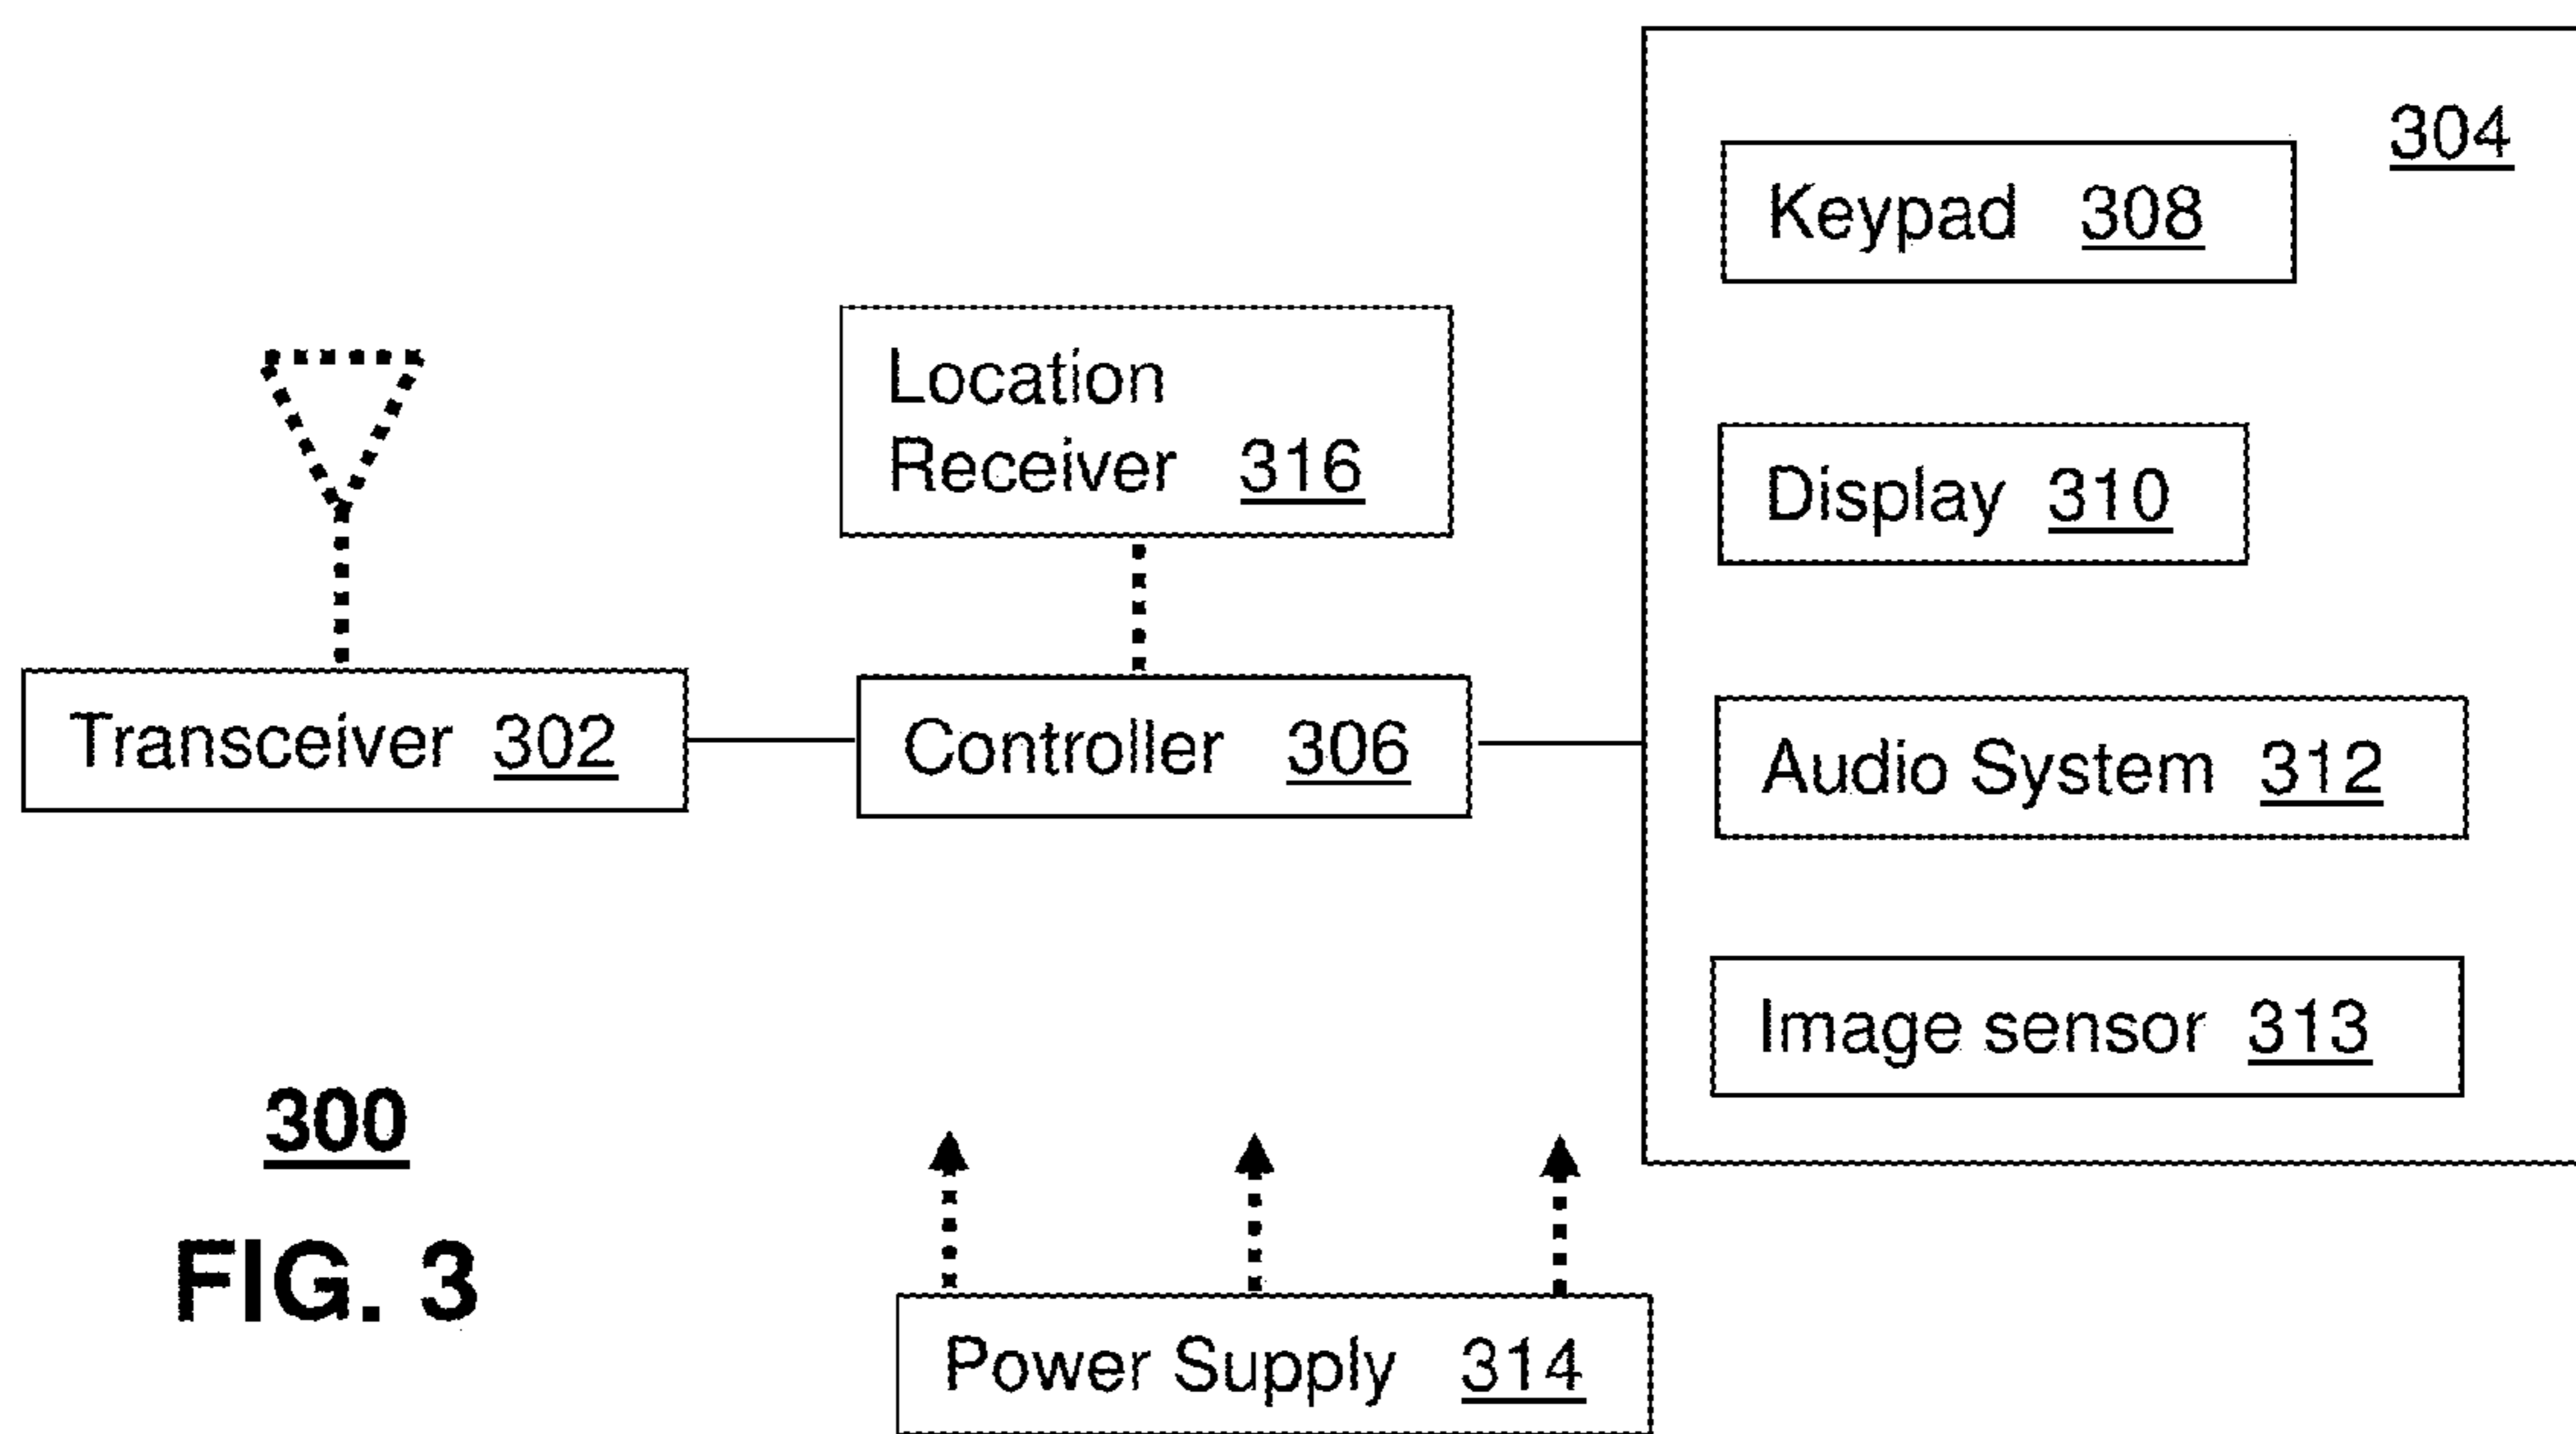 304
Keypad 308
Location
Receiver 316
Display 310
Transceiver 302
Controller 306
Audio System 312
Image sensor 313
300
FIG. 3
Power Supply 314